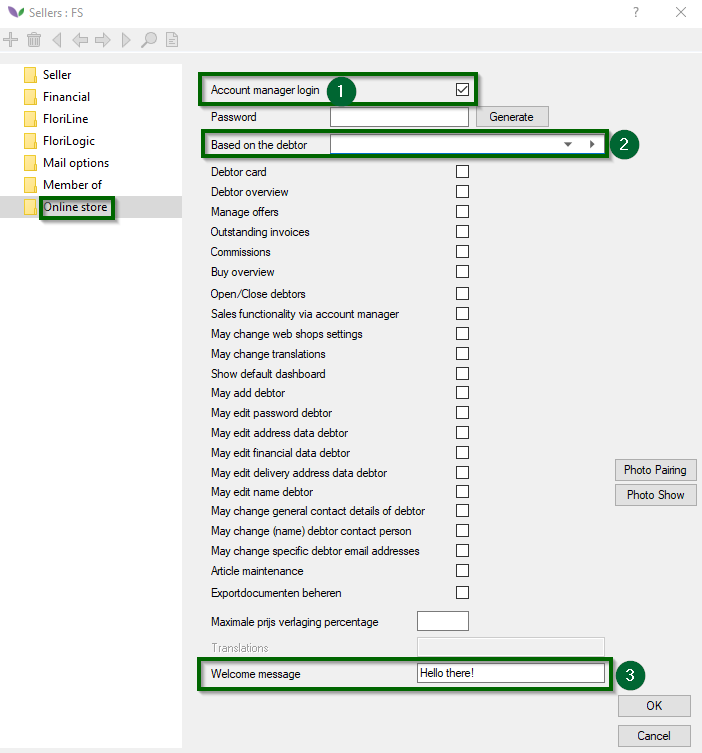 Sellers : FS
?
Seller
Financial
FloriLine
FloriLogic
Mail options
Member of
Online store
Account manager login 1
Password Generate
Based on the debtor 2
Debtor card
Debtor overview
Manage offers
Outstanding invoices
Commissions
Buy overview
Open/Close debtors
Sales functionality via account manager
May change web shops settings
May change translations
Show default dashboard
May add debtor
May edit password debtor
May edit address data debtor
May edit financial data debtor
May edit delivery address data debtor
May edit name debtor
May change general contact details of debtor
May change (name) debtor contact person
May change specific debtor email addresses
Article maintenance
Exportdocumenten beheren
Photo Pairing
Photo Show
Maximale prijs verlaging percentage
Translations
Welcome message Hello there! 3
OK
Cancel